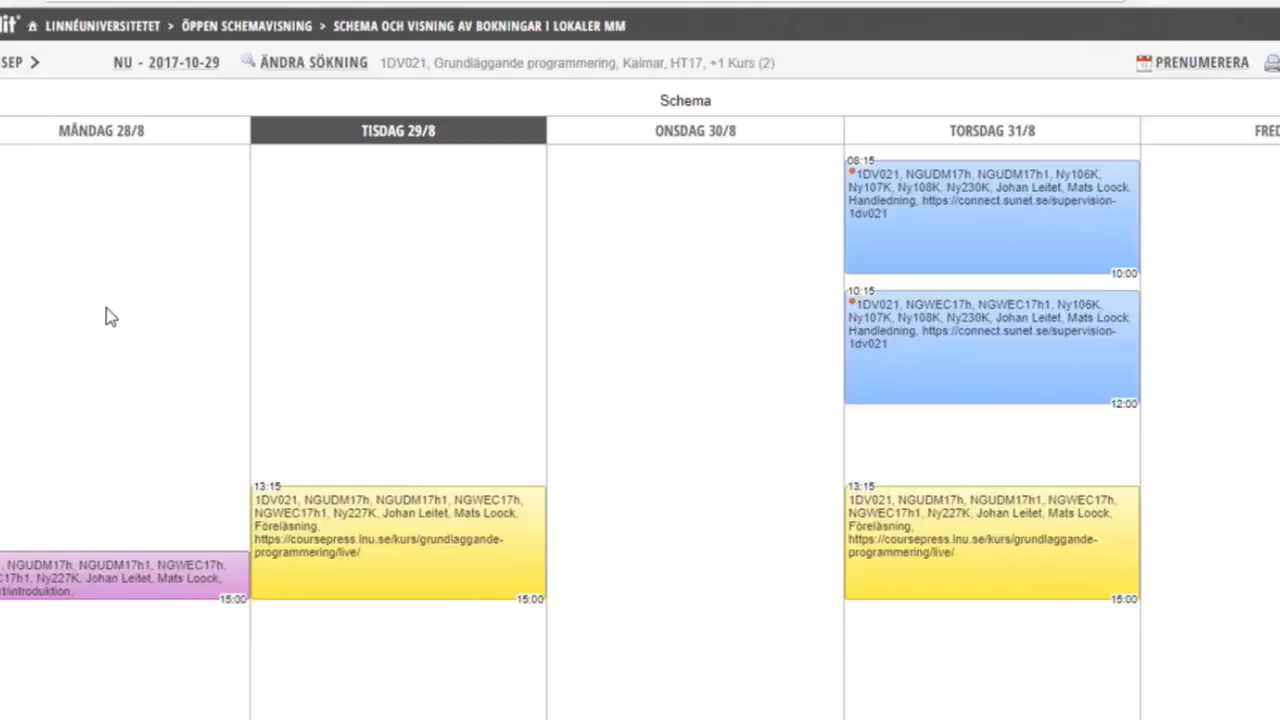 LINNÉUNIVERSITETET > ÖPPEN SCHEMAVISNING > SCHEMA OCH VISNING AV BOKNINGAR I LOKALER MM
SEP NU - 2017-10-29 ÄNDRA SÖKNING 1DV021, Grundläggande programmering, Kalmar, HT17, +1 Kurs (2) PRENUMERERA
Schema
MÅNDAG 28/8 TISDAG 29/8 ONSDAG 30/8 TORSDAG 31/8
, NGUDM17h, NGUDM17h1, NGWEC17h,
Ny227K, Johan Leitet, Mats Loock,
15:00
13:15
1DV021, NGUDM17h, NGUDM17h1, NGWEC17h,
NGWEC17h1, Ny227K, Johan Leitet, Mats Loock,
Föreläsning,
https://coursepress.lnu.se/kurs/grundlaggande-
programmering/live/
15:00
08:15
1DV021, NGUDM17h, NGUDM17h1, Ny106K,
Ny107K, Ny108K, Ny230K, Johan Leitet, Mats Loock,
Handledning, https://connect.sunet.se/supervision-
1dv021
10:00
10:15
1DV021, NGWEC17h, NGWEC17h1, Ny106K,
Ny107K, Ny108K, Ny230K, Johan Leitet, Mats Loock,
Handledning, https://connect.sunet.se/supervision-
1dv021
12:00
13:15
1DV021, NGUDM17h, NGUDM17h1, NGWEC17h,
NGWEC17h1, Ny227K, Johan Leitet, Mats Loock,
Föreläsning,
https://coursepress.lnu.se/kurs/grundlaggande-
programmering/live/
15:00